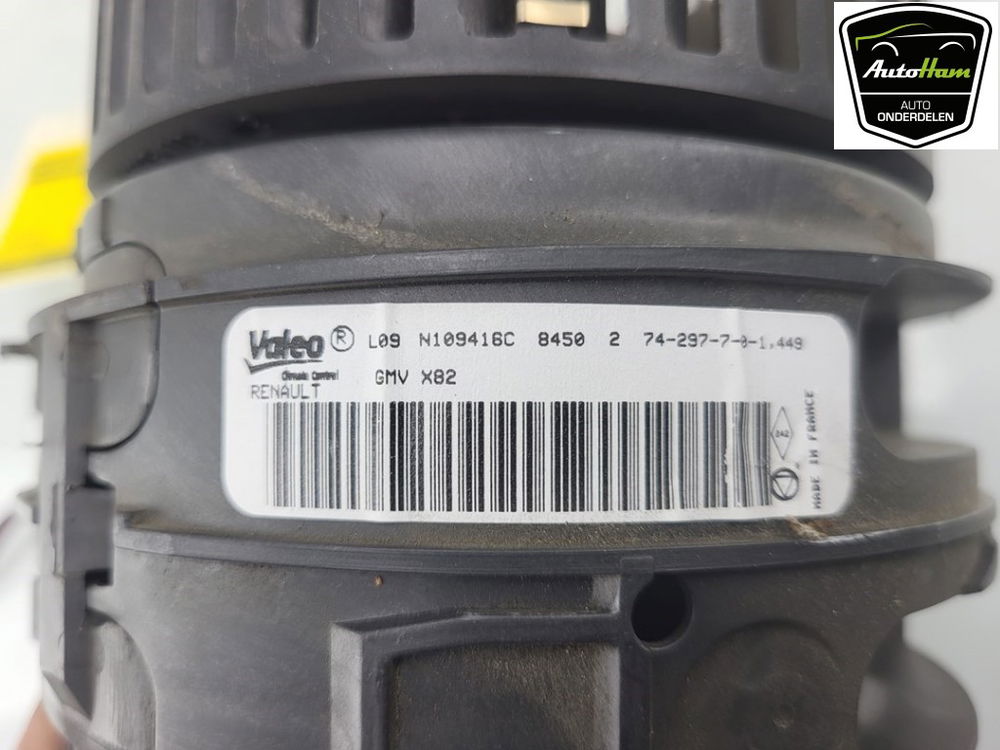 AutoHam
AUTO
ONDERDELEN
Valeo ® L09 N109416C 8450 2 74-297-7-0-1,449
Climate Control GMV X82
RENAULT
242
MADE IN FRANCE